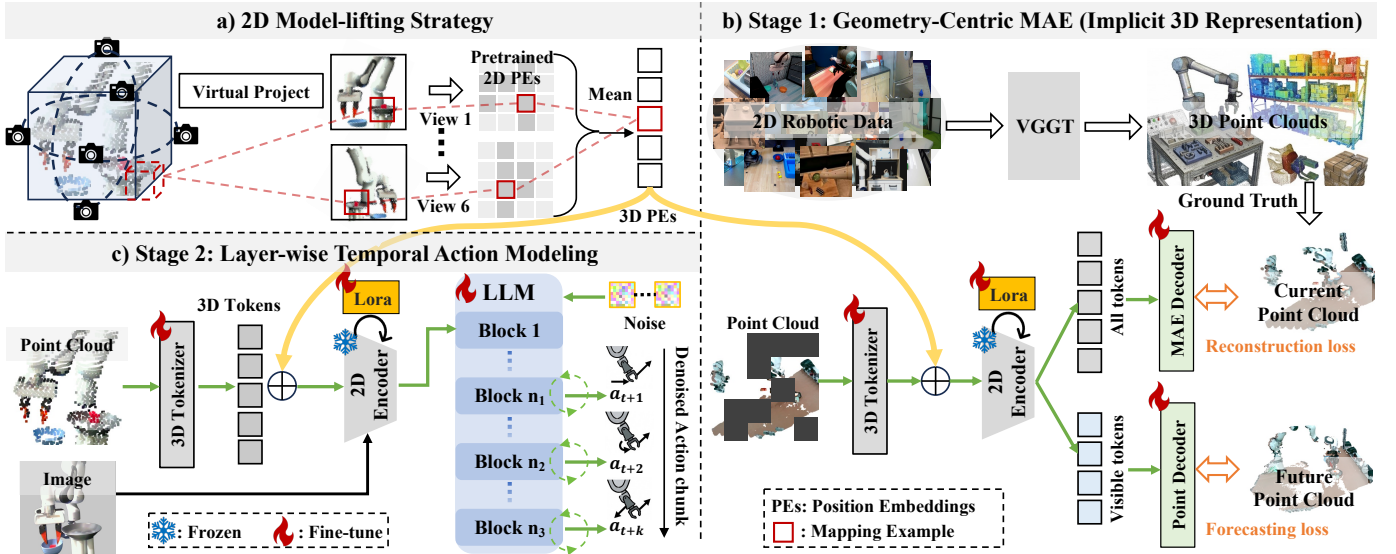 a) 2D Model-lifting Strategy
Virtual Project
View 1
View 6
Pretrained
2D PEs
Mean
3D PEs
b) Stage 1: Geometry-Centric MAE (Implicit 3D Representation)
2D Robotic Data
VGGT
3D Point Clouds
Ground Truth
Point Cloud
3D Tokenizer
Lora
2D
Encoder
All tokens
MAE Decoder
Current
Point Cloud
Reconstruction loss
Visible tokens
Point Decoder
Future
Point Cloud
Forecasting loss
PEs: Position Embeddings
: Mapping Example
c) Stage 2: Layer-wise Temporal Action Modeling
Point Cloud
3D Tokenizer
3D Tokens
Lora
2D
Encoder
Image
LLM
Block 1
Block n₁
Block n₂
Block n₃
Noise
a_{t+1}
a_{t+2}
a_{t+k}
Denoised Action chunk
: Frozen
: Fine-tune